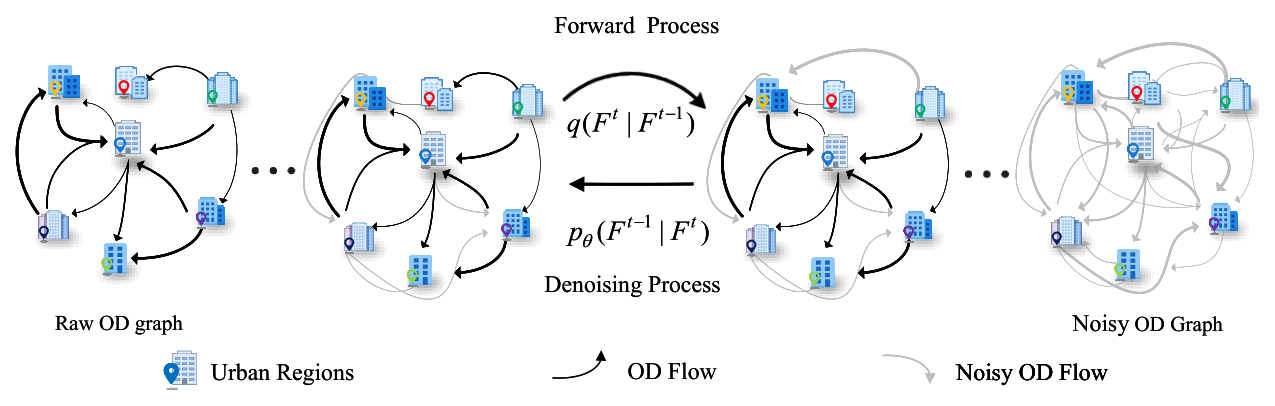 Forward Process
q(F^t | F^{t-1})
p_θ(F^{t-1} | F^t)
Denoising Process
Raw OD graph
Noisy OD Graph
Urban Regions
OD Flow
Noisy OD Flow